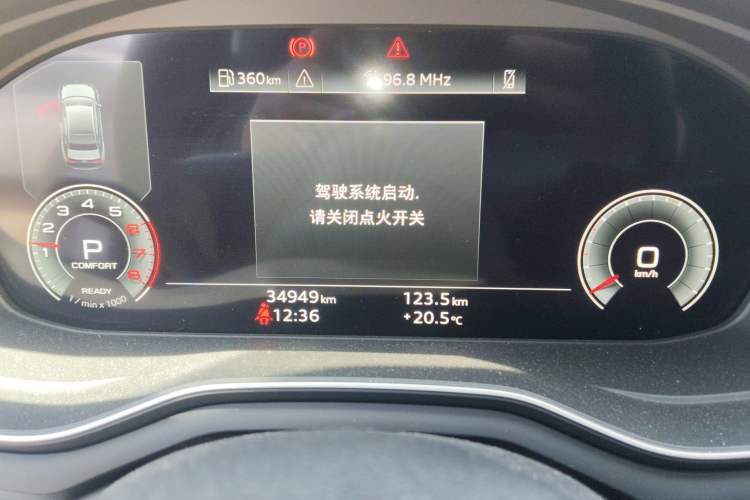 P
360km
96.8 MHz
驾驶系统启动.
请关闭点火开关
1 2 3 4 5 6 7 8
P
COMFORT
READY
1/min x 1000
0
km/h
34949km
123.5km
12:36
+20.5°C